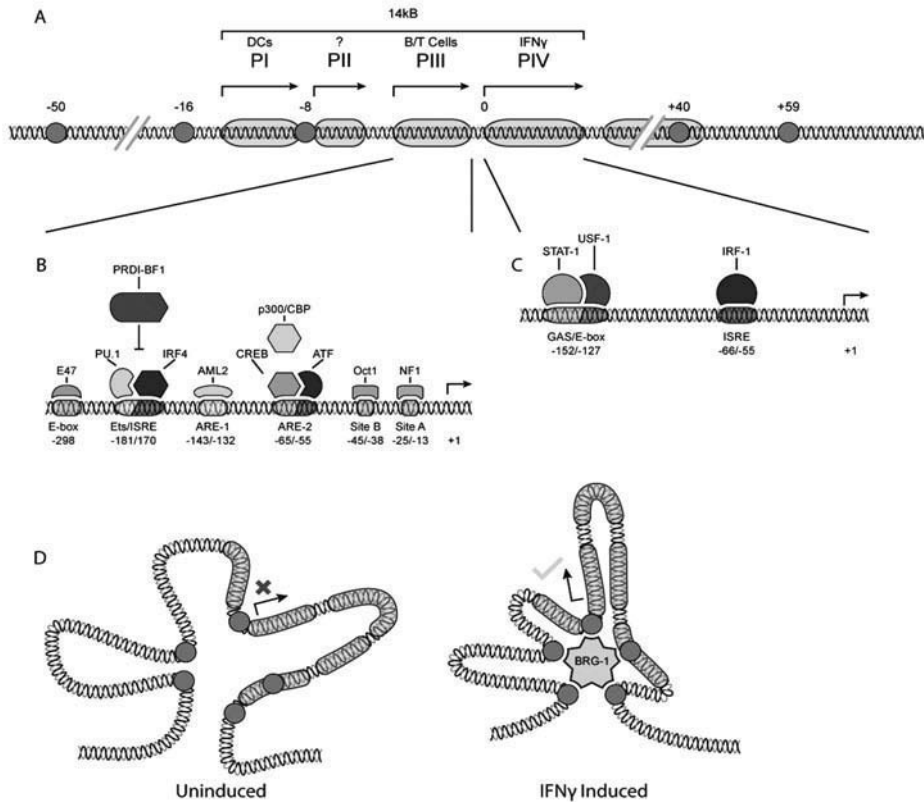 A
14kB
DCs ? B/T Cells IFNγ
PI PII PIII PIV
-50 -16 -8 0 +40 +59
B
PRDI-BF1
p300/CBP
PU.1 IRF4 CREB ATF
E47 AML2 Oct1 NF1
E-box Ets/ISRE ARE-1 ARE-2 Site B Site A
-298 -181/170 -143/-132 -65/-55 -45/-38 -25/-13 +1
C
USF-1
STAT-1 IRF-1
GAS/E-box ISRE
-152/-127 -66/-55 +1
D
BRG-1
Uninduced IFNγ Induced